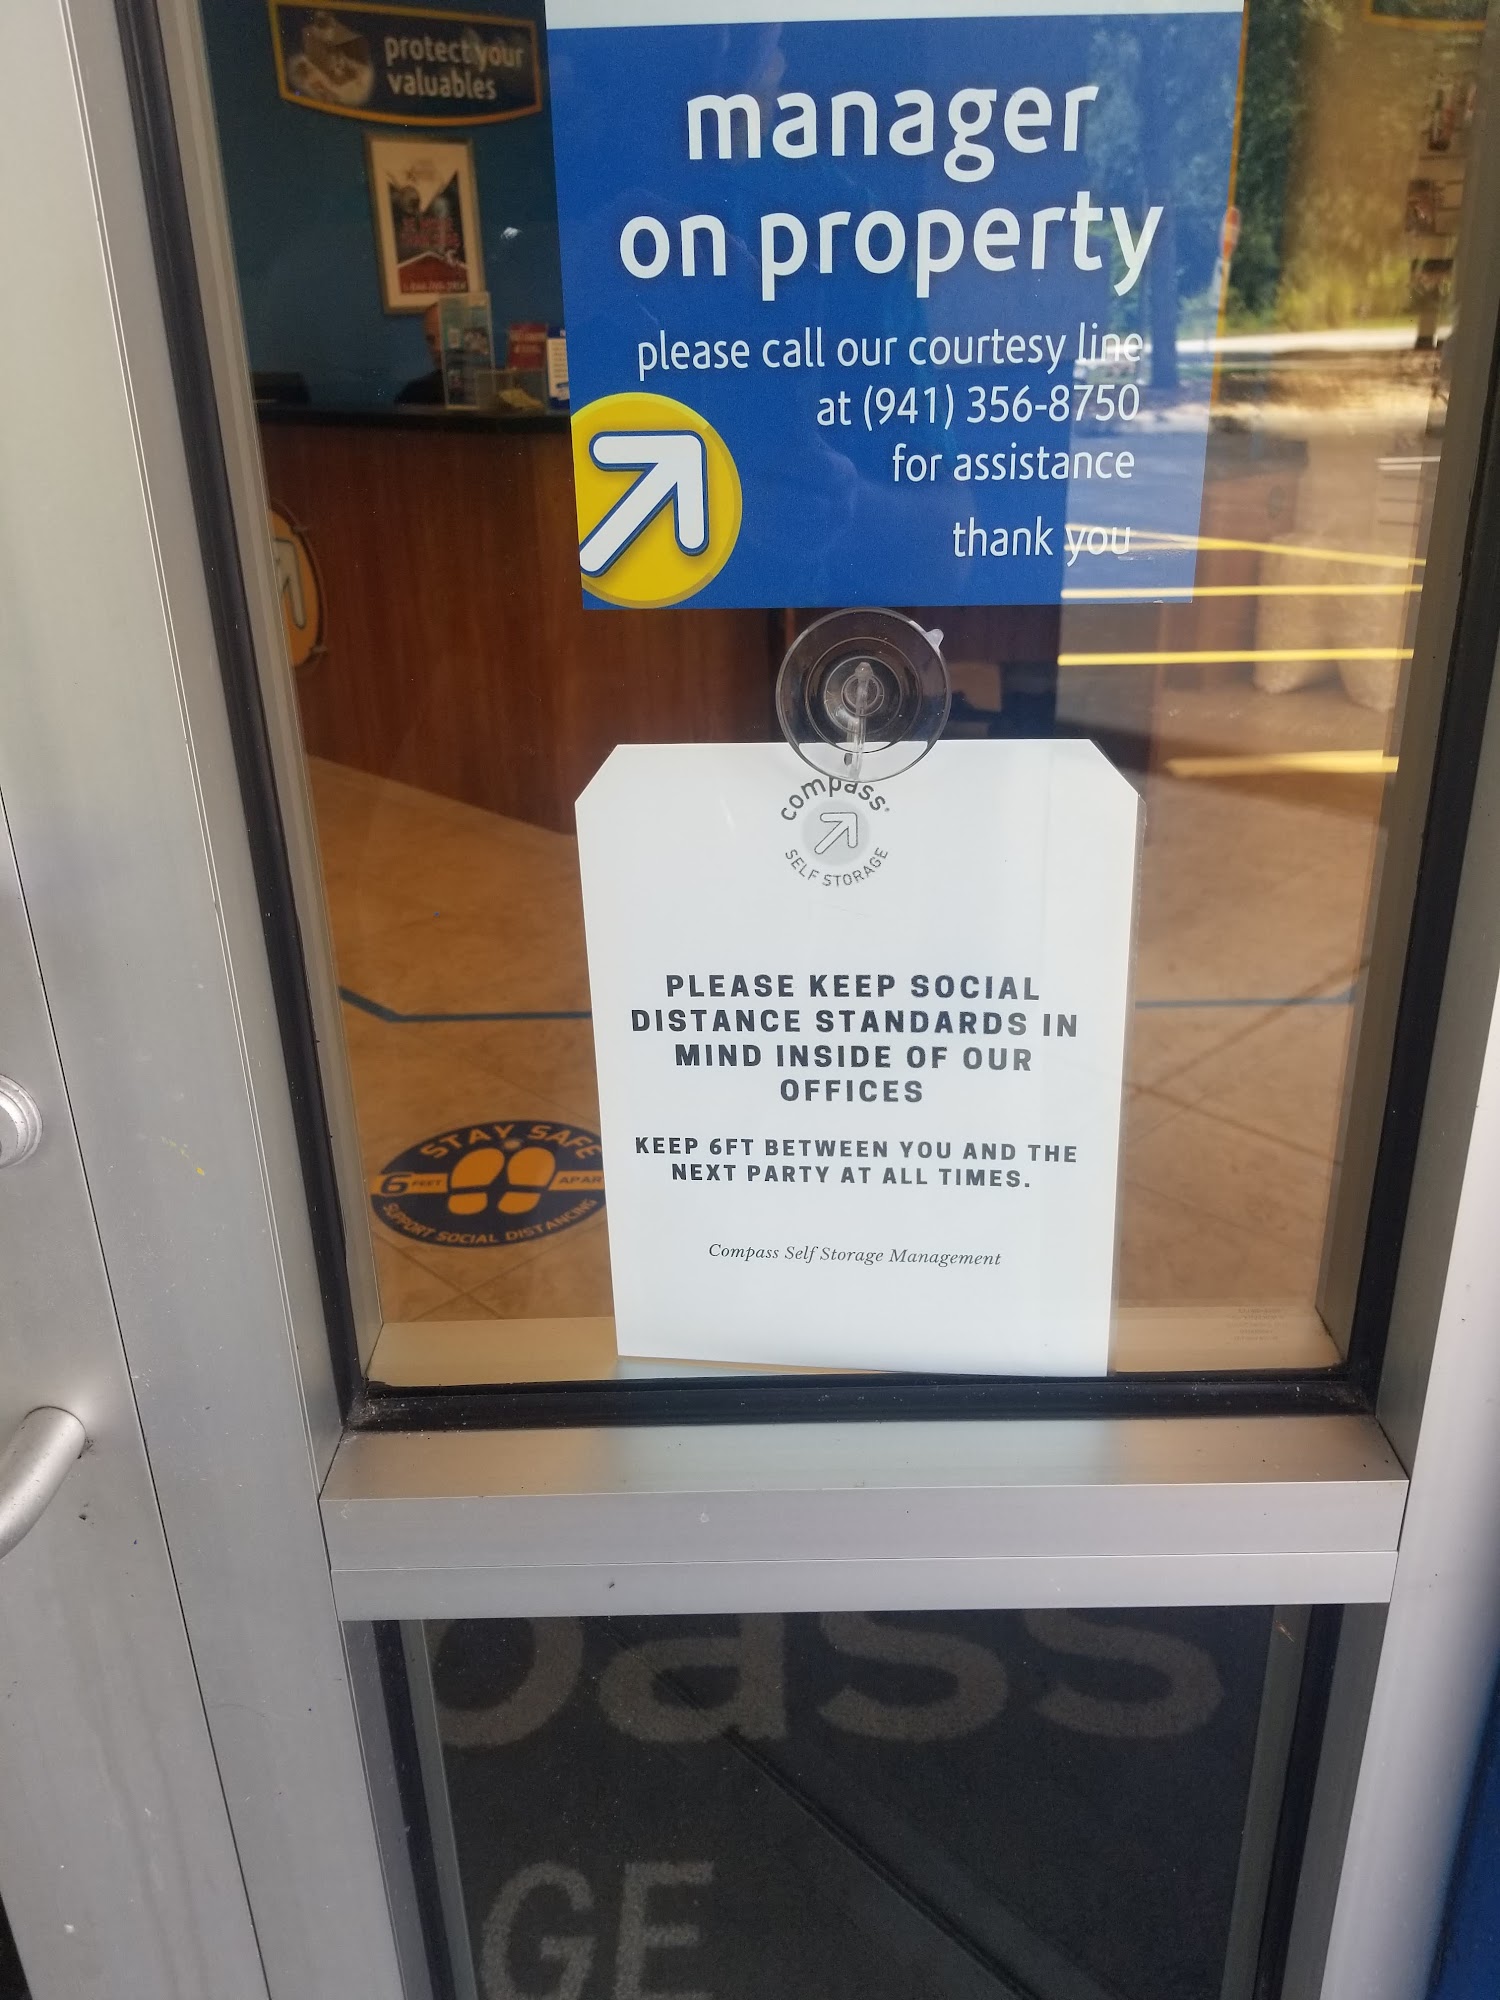 protect your
valuables
manager
on property
please call our courtesy line
at (941) 356-8750
for assistance
thank you
compass
SELF STORAGE
PLEASE KEEP SOCIAL
DISTANCE STANDARDS IN
MIND INSIDE OF OUR
OFFICES
KEEP 6FT BETWEEN YOU AND THE
NEXT PARTY AT ALL TIMES.
Compass Self Storage Management
STAY SAFE
6 FEET APART
SUPPORT SOCIAL DISTANCING
pass
GE